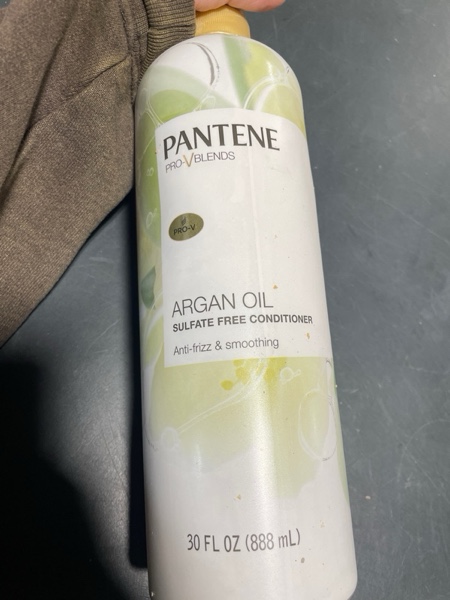 PANTENE
PRO-V BLENDS
PRO-V
ARGAN OIL
SULFATE FREE CONDITIONER
Anti-frizz & smoothing
30 FL OZ (888 mL)